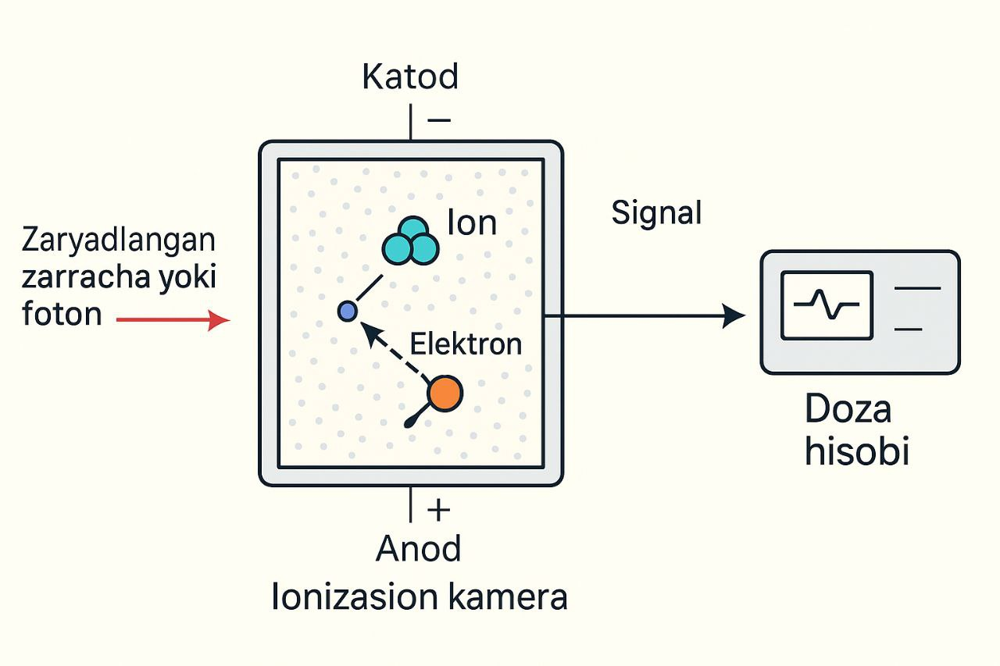 Katod
−
Zaryadlangan
zarracha yoki
foton
Ion
Elektron
Signal
Doza
hisobi
+
Anod
Ionizasion kamera